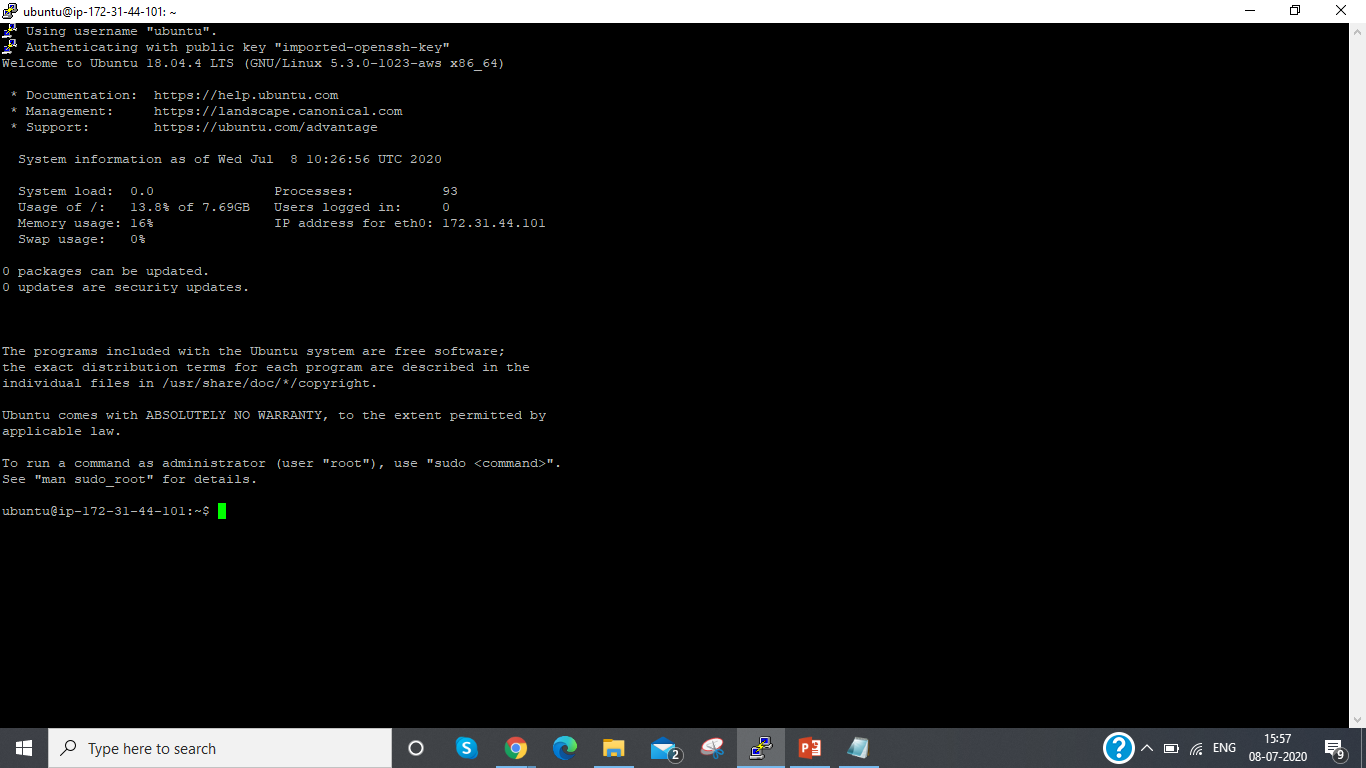 ubuntu@ip-172-31-44-101: ~
Using username "ubuntu".
Authenticating with public key "imported-openssh-key"
Welcome to Ubuntu 18.04.4 LTS (GNU/Linux 5.3.0-1023-aws x86_64)
* Documentation:  https://help.ubuntu.com
* Management:     https://landscape.canonical.com
* Support:        https://ubuntu.com/advantage
System information as of Wed Jul  8 10:26:56 UTC 2020
System load:  0.0               Processes:           93
Usage of /:   13.8% of 7.69GB   Users logged in:     0
Memory usage: 16%               IP address for eth0: 172.31.44.101
Swap usage:   0%
0 packages can be updated.
0 updates are security updates.
The programs included with the Ubuntu system are free software;
the exact distribution terms for each program are described in the
individual files in /usr/share/doc/*/copyright.
Ubuntu comes with ABSOLUTELY NO WARRANTY, to the extent permitted by
applicable law.
To run a command as administrator (user "root"), use "sudo <command>".
See "man sudo_root" for details.
ubuntu@ip-172-31-44-101:~$
Type here to search
2
ENG
15:57
08-07-2020
9